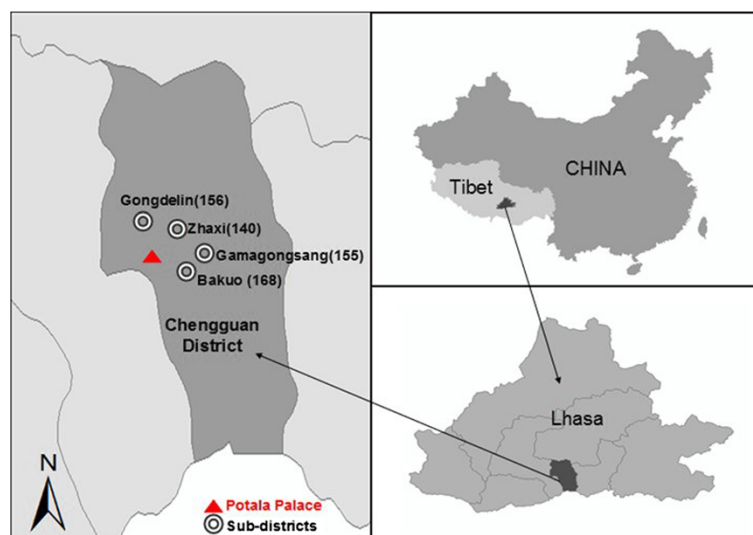 Gongdelin(156)
Zhaxi(140)
Gamagongsang(155)
Bakuo(168)
Chengguan
District
N
Potala Palace
Sub-districts
CHINA
Tibet
Lhasa